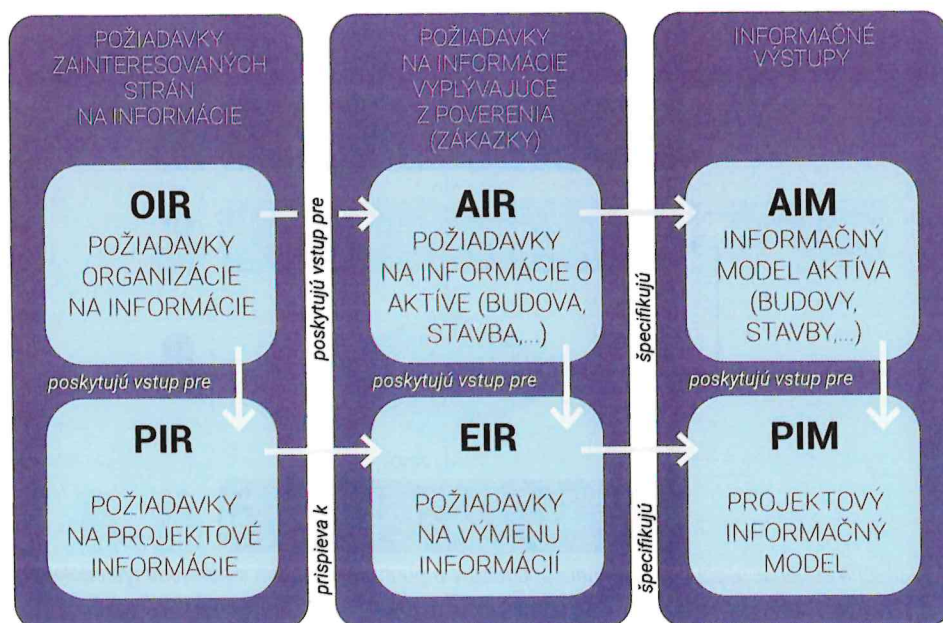 POŽIADAVKY
ZAINTERESOVANÝCH
STRÁN
NA INFORMÁCIE
OIR
POŽIADAVKY
ORGANIZÁCIE
NA INFORMÁCIE
poskytujú vstup pre
PIR
POŽIADAVKY
NA PROJEKTOVÉ
INFORMÁCIE
poskytujú vstup pre
prispieva k
POŽIADAVKY
NA INFORMÁCIE
VYPLÝVAJÚCE
Z POVERENIA
(ZÁKAZKY)
AIR
POŽIADAVKY
NA INFORMÁCIE O
AKTÍVE (BUDOVA,
STAVBA,...)
poskytujú vstup pre
EIR
POŽIADAVKY
NA VÝMENU
INFORMÁCIÍ
špecifikujú
špecifikujú
INFORMAČNÉ
VÝSTUPY
AIM
INFORMAČNÝ
MODEL AKTÍVA
(BUDOVY,
STAVBY,...)
poskytujú vstup pre
PIM
PROJEKTOVÝ
INFORMAČNÝ
MODEL